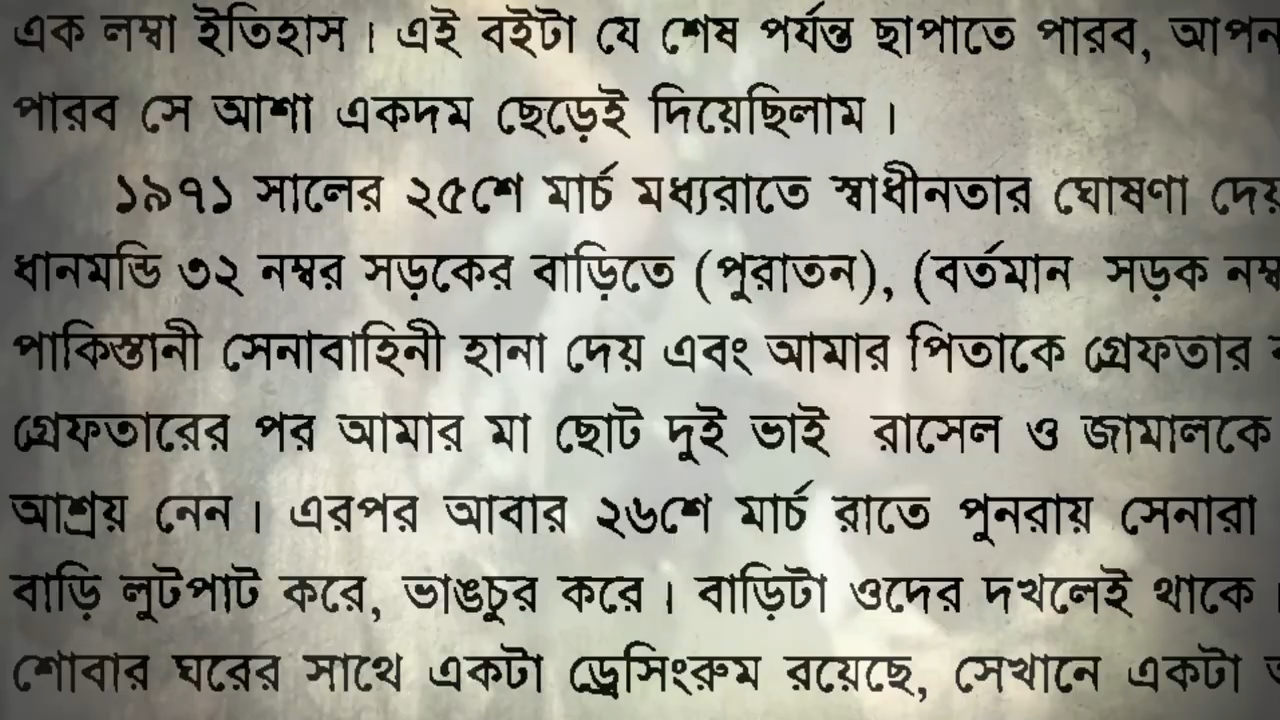 এক লম্বা ইতিহাস। এই বইটা যে শেষ পর্যন্ত ছাপাতে পারব,
পারব সে আশা একদম ছেড়েই দিয়েছিলাম।
১৯৭১ সালের ২৫শে মার্চ মধ্যরাতে স্বাধীনতার ঘোষণা
ধানমন্ডি ৩২ নম্বর সড়কের বাড়িতে (পুরাতন), (বর্তমান সড়ক
পাকিস্তানী সেনাবাহিনী হানা দেয় এবং আমার পিতাকে গ্রেফতার
গ্রেফতারের পর আমার মা ছোট দুই ভাই রাসেল ও জামালকে
আশ্রয় নেন। এরপর আবার ২৬শে মার্চ রাতে পুনরায় সেনারা
বাড়ি লুটপাট করে, ভাঙচুর করে। বাড়িটা ওদের দখলেই থাকে
শোবার ঘরের সাথে একটা ড্রেসিংরুম রয়েছে, সেখানে একটা